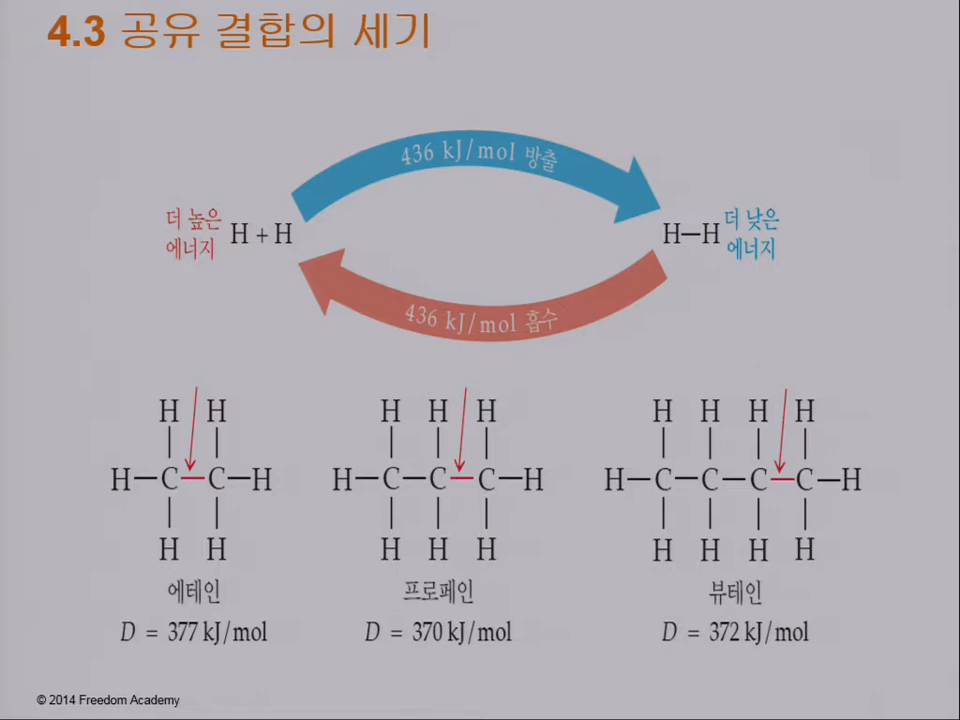 4.3 공유 결합의 세기
436 kJ/mol 방출
더 높은
에너지
H + H
H—H
더 낮은
에너지
436 kJ/mol 흡수
H H
H—C—C—H
H H
에테인
D = 377 kJ/mol
H H H
H—C—C—C—H
H H H
프로페인
D = 370 kJ/mol
H H H H
H—C—C—C—C—H
H H H H
뷰테인
D = 372 kJ/mol
© 2014 Freedom Academy